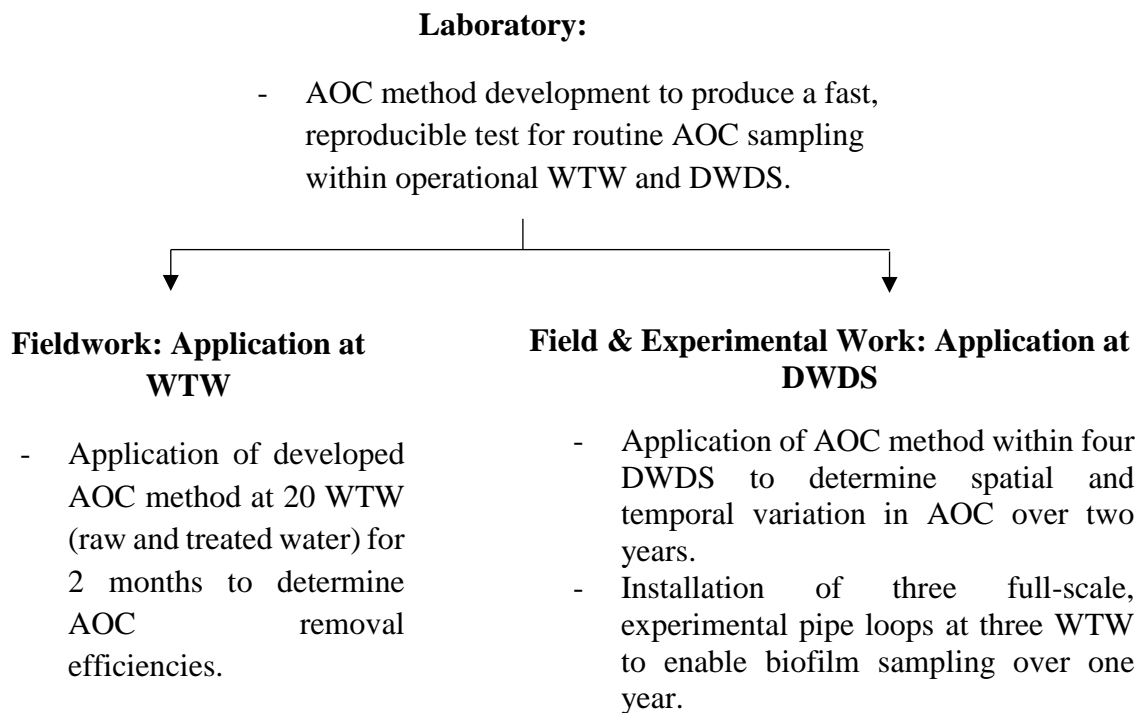 Laboratory:
- AOC method development to produce a fast,
reproducible test for routine AOC sampling
within operational WTW and DWDS.
Fieldwork: Application at
WTW
- Application of developed
AOC method at 20 WTW
(raw and treated water) for
2 months to determine
AOC removal
efficiencies.
Field & Experimental Work: Application at
DWDS
- Application of AOC method within four
DWDS to determine spatial and
temporal variation in AOC over two
years.
- Installation of three full-scale,
experimental pipe loops at three WTW
to enable biofilm sampling over one
year.